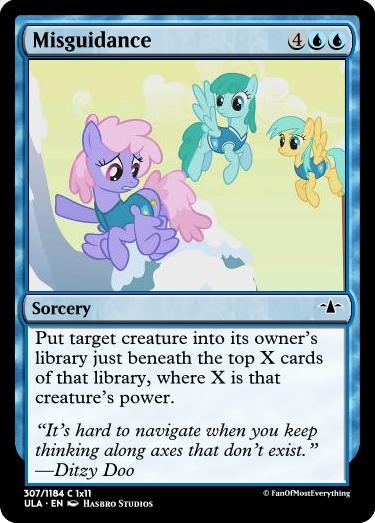 Misguidance 4
Sorcery
Put target creature into its owner's
library just beneath the top X cards
of that library, where X is that
creature's power.
“It's hard to navigate when you keep
thinking along axes that don't exist.”
—Ditzy Doo
307/1184 C 1x11
ULA • EN Hasbro Studios
© FanOfMostEverything